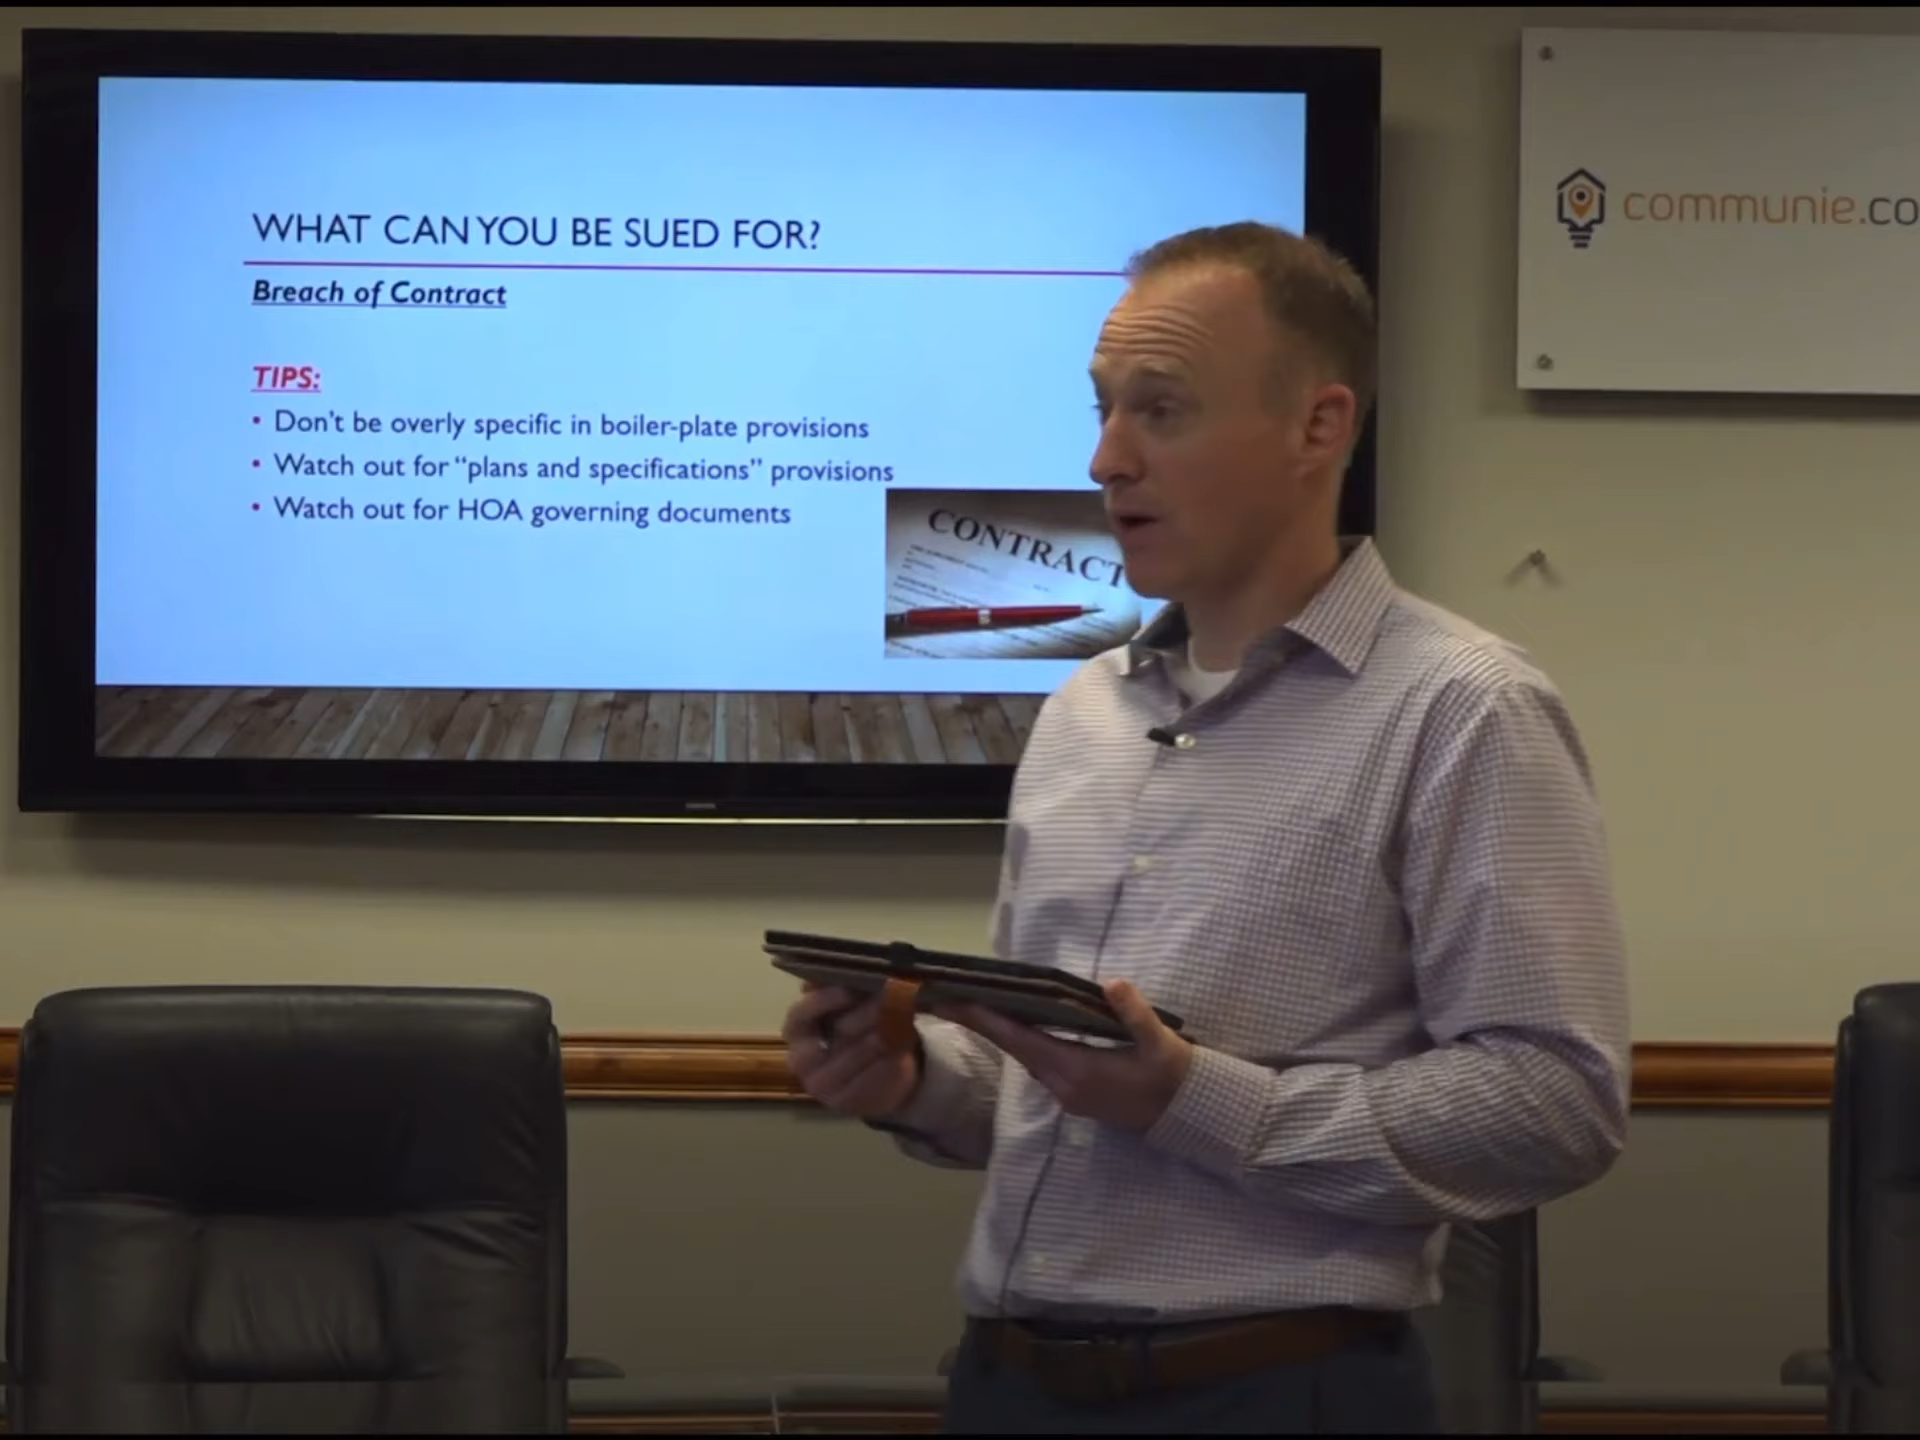 WHAT CAN YOU BE SUED FOR?
Breach of Contract
TIPS:
• Don't be overly specific in boiler-plate provisions
• Watch out for "plans and specifications" provisions
• Watch out for HOA governing documents
CONTRACT
communie.co